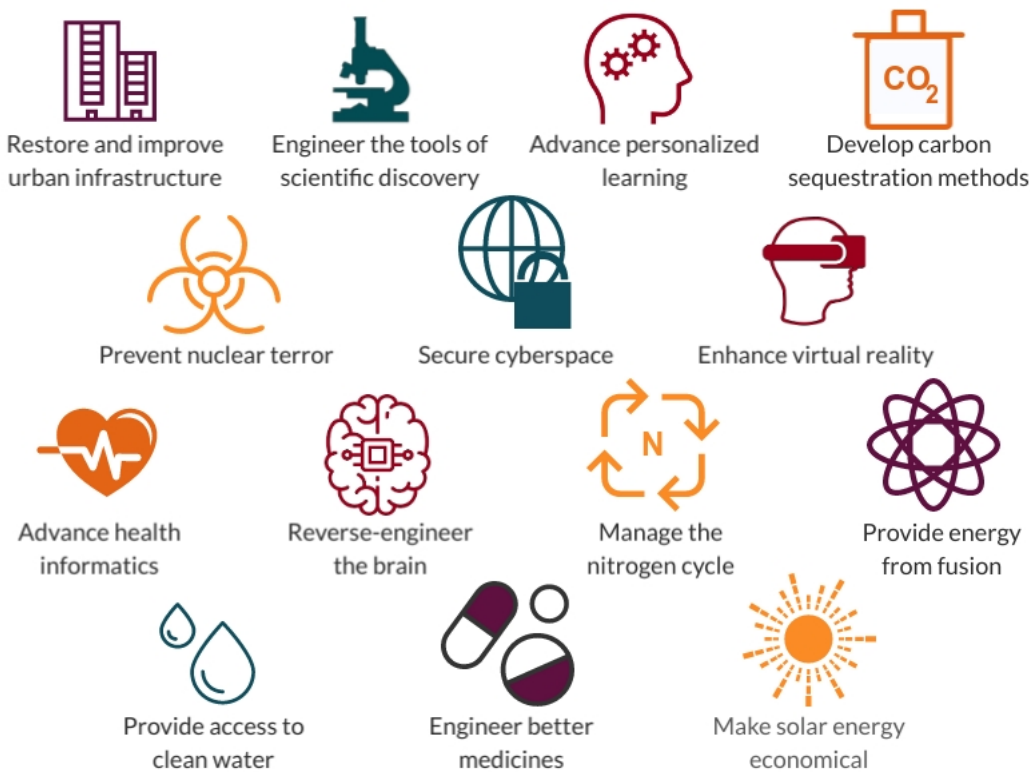 CO2
Restore and improve
urban infrastructure
Engineer the tools of
scientific discovery
Advance personalized
learning
Develop carbon
sequestration methods
Prevent nuclear terror
Secure cyberspace
Enhance virtual reality
N
Advance health
informatics
Reverse-engineer
the brain
Manage the
nitrogen cycle
Provide energy
from fusion
Provide access to
clean water
Engineer better
medicines
Make solar energy
economical